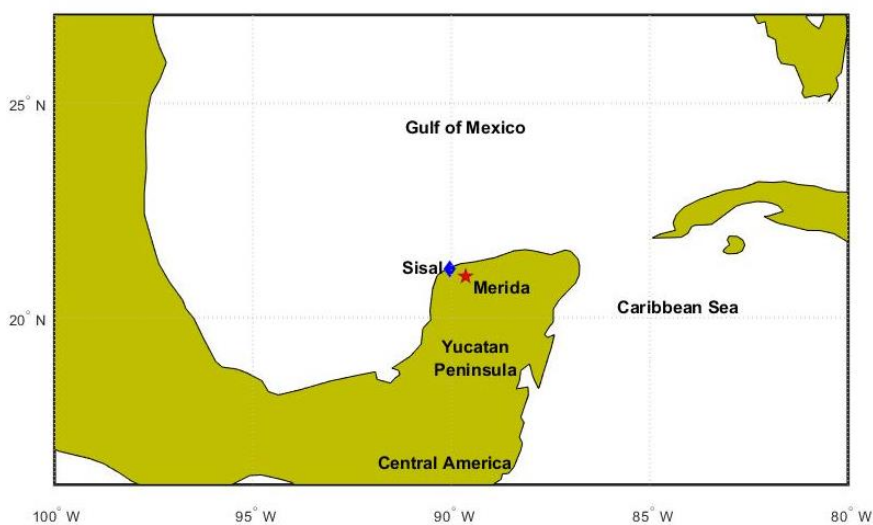 25° N
Gulf of Mexico
Sisal
Merida
Caribbean Sea
20° N
Yucatan
Peninsula
Central America
100° W 95° W 90° W 85° W 80° W